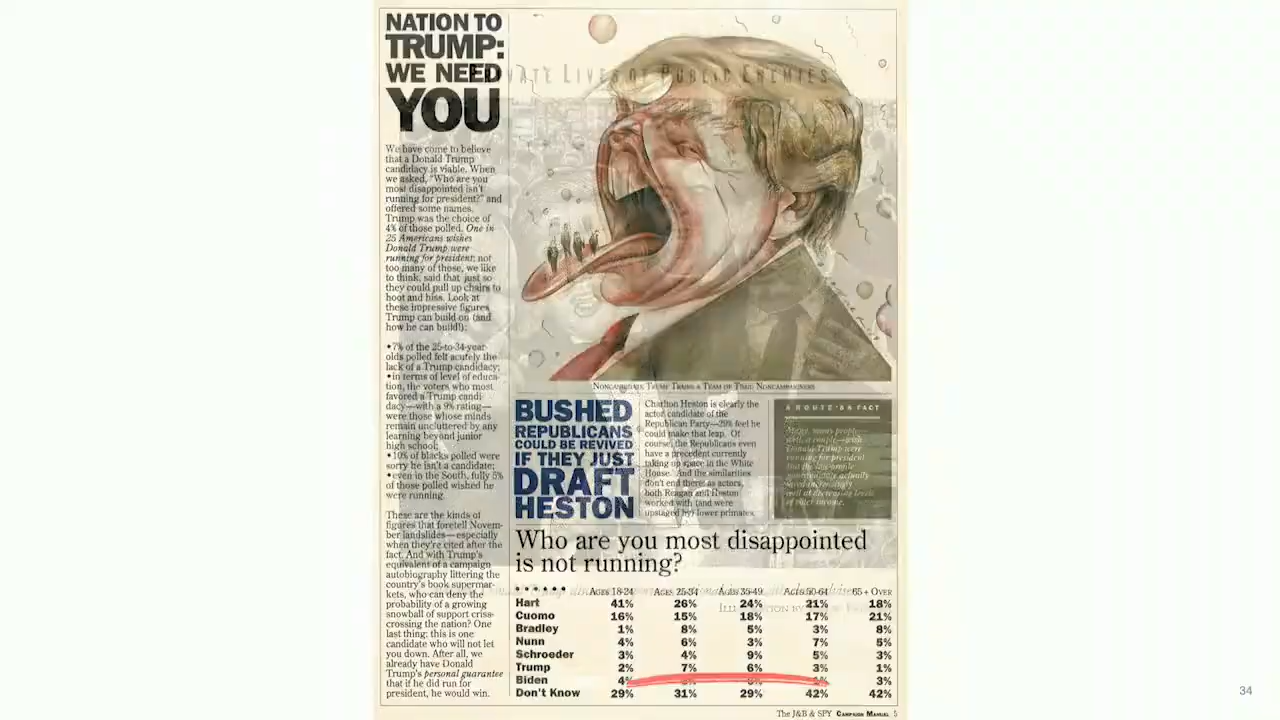 NATION TO
TRUMP:
WE NEED
YOU
We have come to believe
that a Donald Trump
candidacy is viable. When
we asked, "Who are you
most disappointed isn't
running for president?" and
offered some names,
Trump was the choice of
4% of those polled. One in
25 Americans wishes
Donald Trump were
running for president; not
too many of those, we like
to think, said that just so
they could pull up chairs to
hoot and hiss. Look at
these impressive figures
Trump can build on (and
how he can build!):
• 7% of the 25-to-34-year-
olds polled felt acutely the
lack of a Trump candidacy;
• in terms of level of educa-
tion, the voters who most
favored a Trump candi-
dacy—with a 9% rating—
were those whose minds
remain uncluttered by any
learning beyond junior
high school;
• 10% of blacks polled were
sorry he isn't a candidate;
• even in the South, fully 5%
of those polled wished he
were running.
These are the kinds of
figures that foretell Novem-
ber landslides—especially
when they're cited after the
fact. And with Trump's
equivalent of a campaign
autobiography littering the
country's book supermar-
kets, who can deny the
probability of a growing
snowball of support criss-
crossing the nation? One
last thing: this is one
candidate who will not let
you down. After all, we
already have Donald
Trump's personal guarantee
that if he did run for
president, he would win.
PRIVATE LIVES OF PUBLIC ENEMIES
NONCANDIDATE TRUMP TRAINS A TEAM OF TRAIL NONCAMPAIGNERS
BUSHED
REPUBLICANS
COULD BE REVIVED
IF THEY JUST
DRAFT
HESTON
Charlton Heston is clearly the
actor candidate of the
Republican Party—29% feel he
could make that leap. Of
course, the Republicans even
have a precedent currently
taking up space in the White
House. And the similarities
don't end there: as actors,
both Reagan and Heston
worked with (and were
upstaged by) lower primates.
Who are you most disappointed
is not running?
AGES 18-24 AGES 25-34 AGES 35-49 AGES 50-64 65 + OVER
Hart 41% 26% 24% 21% 18%
Cuomo 16% 15% 18% 17% 21%
Bradley 1% 8% 5% 3% 8%
Nunn 4% 6% 3% 7% 5%
Schroeder 3% 4% 9% 5% 3%
Trump 2% 7% 6% 3% 1%
Biden 4% 3%
Don't Know 29% 31% 29% 42% 42%
The J&B & SPY CAMPAIGN MANUEL 5
34